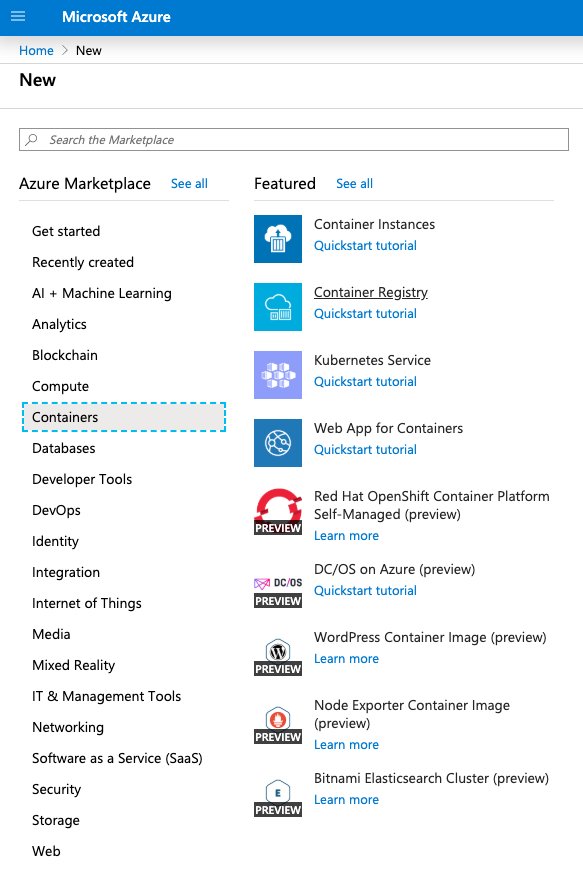 Microsoft Azure
Home > New
New
Search the Marketplace
Azure Marketplace See all
Get started
Recently created
AI + Machine Learning
Analytics
Blockchain
Compute
Containers
Databases
Developer Tools
DevOps
Identity
Integration
Internet of Things
Media
Mixed Reality
IT & Management Tools
Networking
Software as a Service (SaaS)
Security
Storage
Web
Featured See all
Container Instances
Quickstart tutorial
Container Registry
Quickstart tutorial
Kubernetes Service
Quickstart tutorial
Web App for Containers
Quickstart tutorial
PREVIEW
Red Hat OpenShift Container Platform
Self-Managed (preview)
Learn more
DC/OS
PREVIEW
DC/OS on Azure (preview)
Quickstart tutorial
PREVIEW
WordPress Container Image (preview)
Learn more
PREVIEW
Node Exporter Container Image
(preview)
Learn more
E
PREVIEW
Bitnami Elasticsearch Cluster (preview)
Learn more